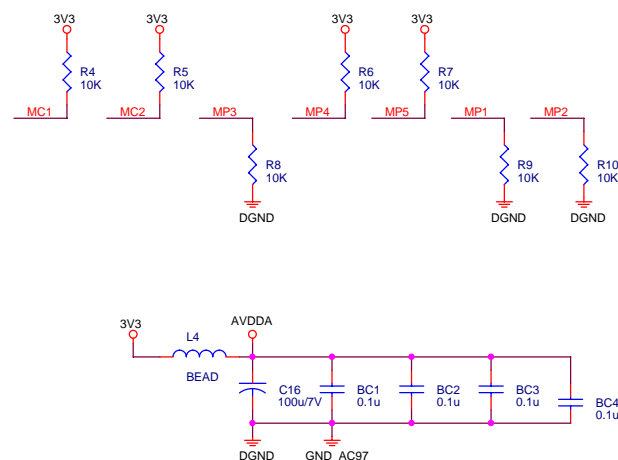 3V3
3V3
3V3
3V3
R4
10K
R5
10K
R6
10K
R7
10K
MC1
MC2
MP3
MP4
MP5
MP1
MP2
R8
10K
R9
10K
R10
10K
DGND
DGND
DGND
3V3
L4
BEAD
AVDDA
C16
100u/7V
BC1
0.1u
BC2
0.1u
BC3
0.1u
BC4
0.1u
DGND
GND_AC97